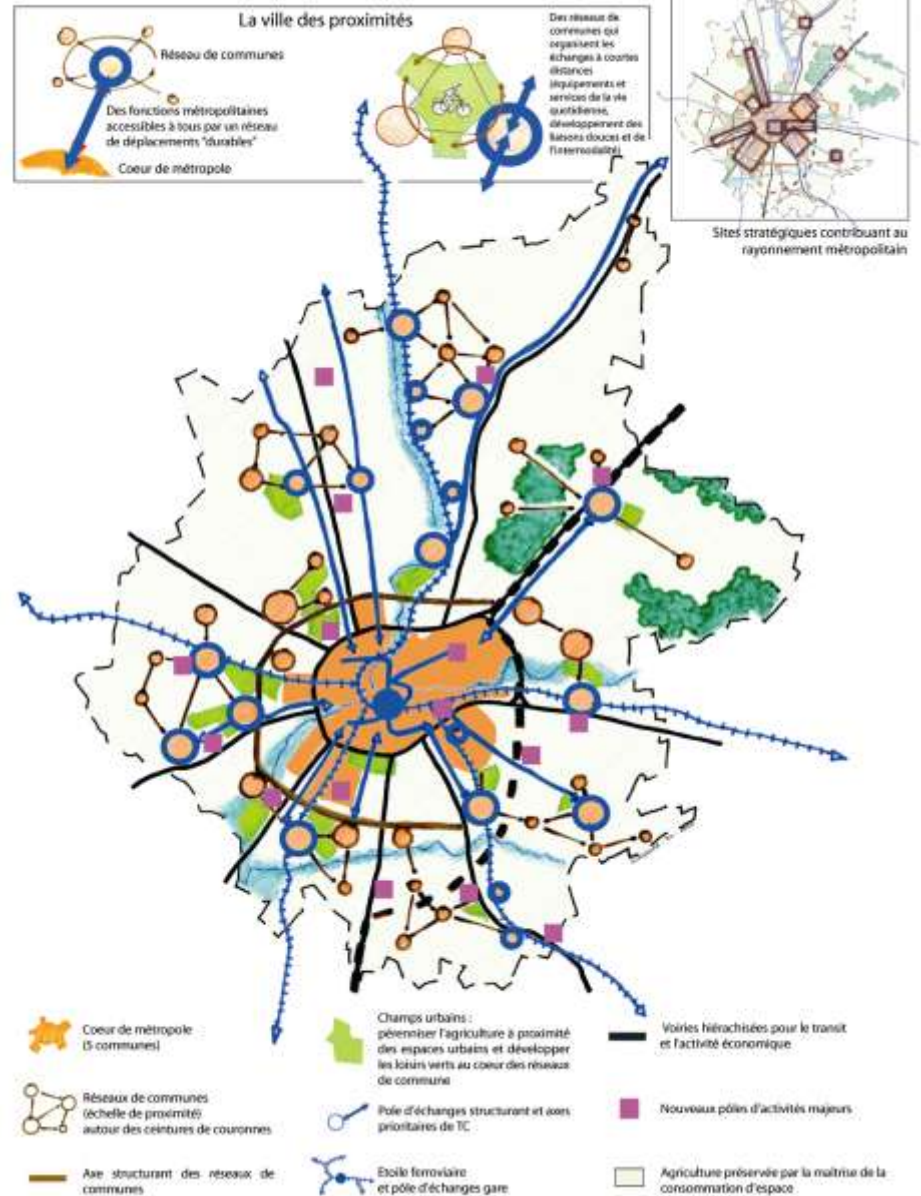 La ville des proximités
Réseau de communes
Des fonctions métropolitaines
accessibles à tous par un réseau
de déplacements "durables"
Coeur de métropole
Des réseaux de
communes qui
organisent les
échanges à courtes
distances
(équipements et
services de la vie
quotidienne,
développement des
liaisons douces et de
l'intermodalité)
Sites stratégiques contribuant au
rayonnement métropolitain
Coeur de métropole
(5 communes)
Réseaux de communes
(échelle de proximité)
autour des ceintures de couronnes
Axe structurant des réseaux de
communes
Champs urbains :
pérenniser l'agriculture à proximité
des espaces urbains et développer
les loisirs verts au coeur des réseaux
de commune
Pole d'échanges structurant et axes
prioritaires de TC
Etoile ferroviaire
et pôle d'échanges gare
Voiries hiérachisées pour le transit
et l'activité économique
Nouveaux pôles d'activités majeurs
Agriculture préservée par la maîtrise de la
consommation d'espace